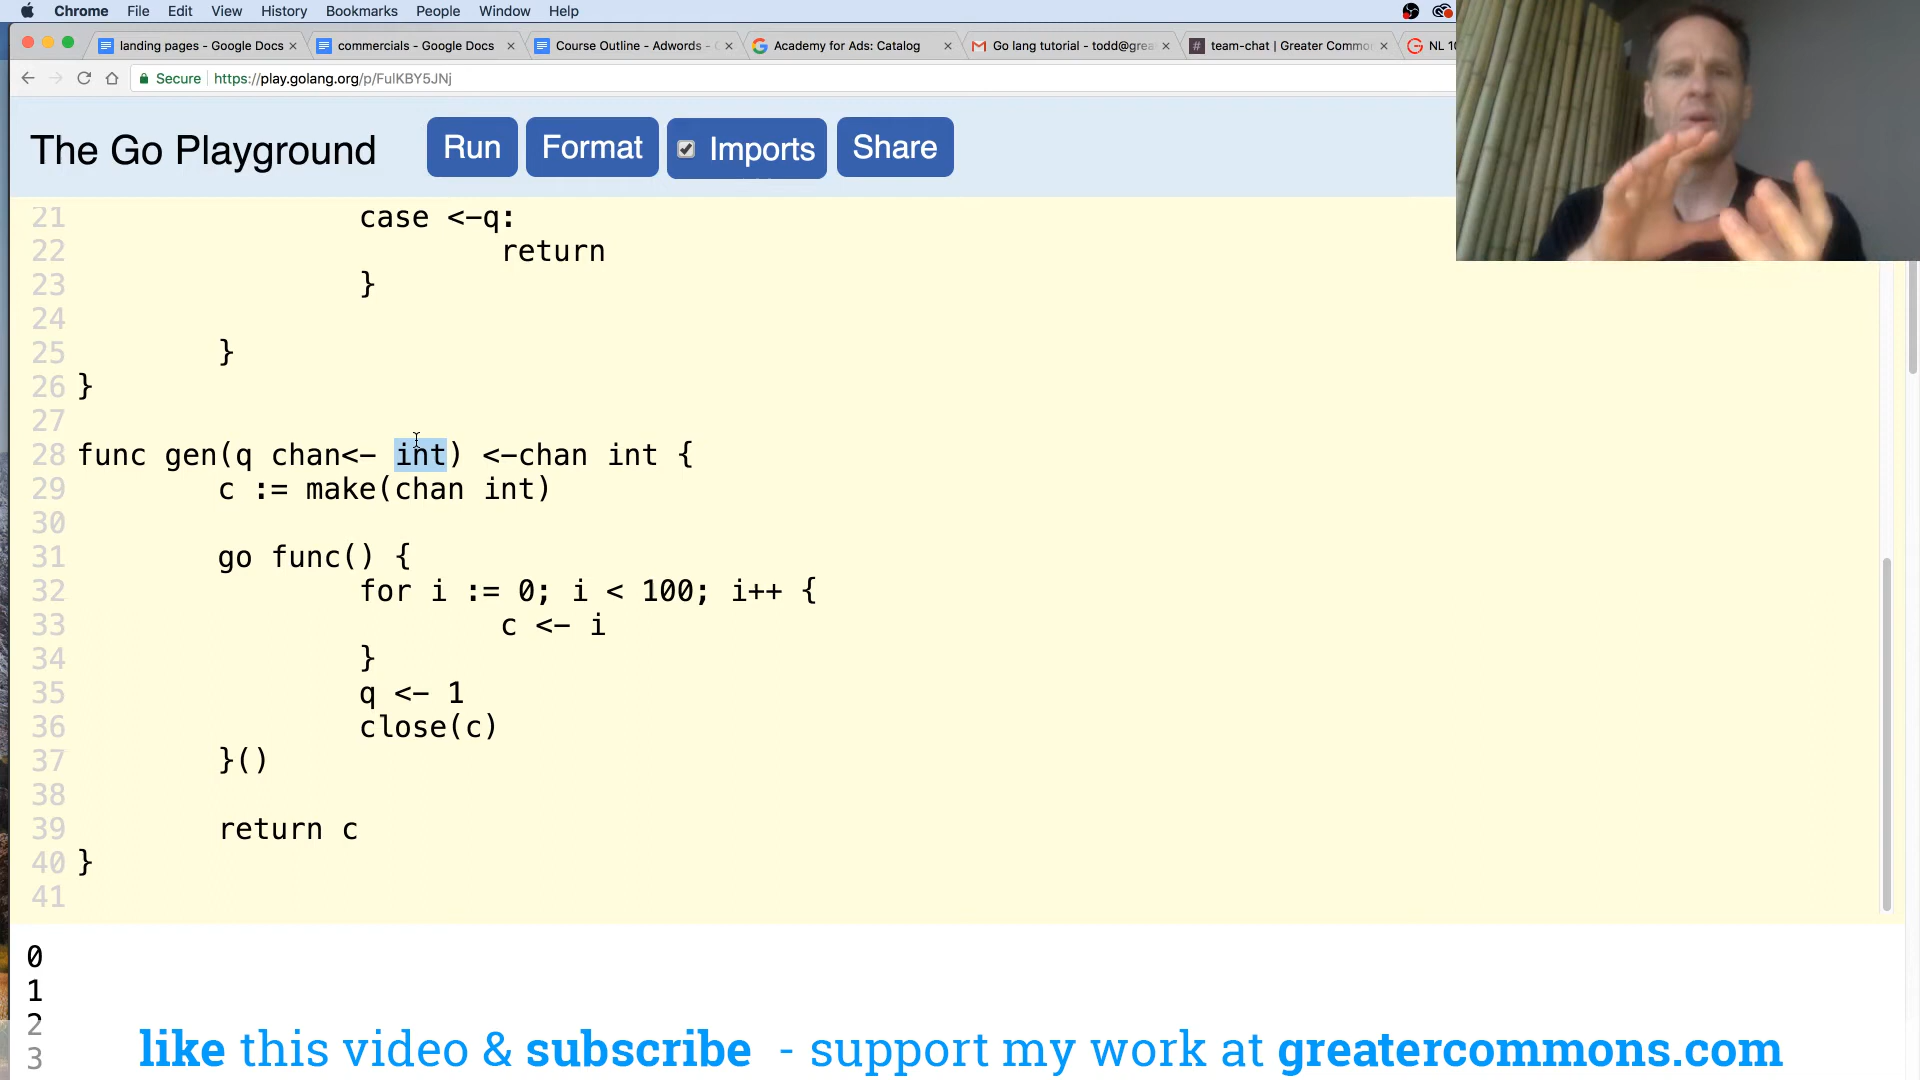 Chrome File Edit View History Bookmarks People Window Help
landing pages - Google Docs × commercials - Google Docs × Course Outline - Adwords - × Academy for Ads: Catalog × Go lang tutorial - todd@grea × team-chat | Greater Commo × NL 10
Secure https://play.golang.org/p/FulKBY5JNj
The Go Playground Run Format Imports Share
21 case <-q:
22 return
23 }
24
25 }
26 }
27
28 func gen(q chan<- int) <-chan int {
29 c := make(chan int)
30
31 go func() {
32 for i := 0; i < 100; i++ {
33 c <- i
34 }
35 q <- 1
36 close(c)
37 }()
38
39 return c
40 }
41
0
1
2
3
like this video & subscribe - support my work at greatercommons.com